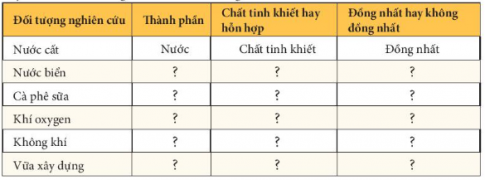 Đối tượng nghiên cứu Thành phần Chất tinh khiết hay hỗn hợp Đồng nhất hay không đồng nhất
Nước cất Nước Chất tinh khiết Đồng nhất
Nước biển ? ? ?
Cà phê sữa ? ? ?
Khí oxygen ? ? ?
Không khí ? ? ?
Vữa xây dựng ? ? ?